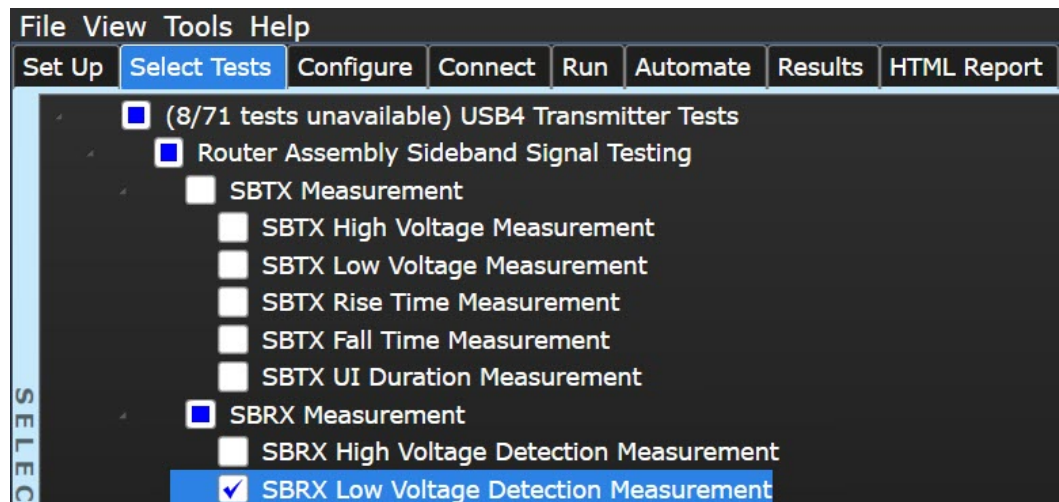 File View Tools Help
Set Up Select Tests Configure Connect Run Automate Results HTML Report
(8/71 tests unavailable) USB4 Transmitter Tests
Router Assembly Sideband Signal Testing
SBTX Measurement
SBTX High Voltage Measurement
SBTX Low Voltage Measurement
SBTX Rise Time Measurement
SBTX Fall Time Measurement
SBTX UI Duration Measurement
SBRX Measurement
SBRX High Voltage Detection Measurement
SBRX Low Voltage Detection Measurement
SELEC